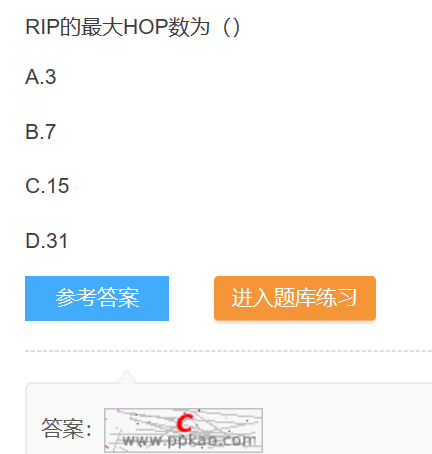 RIP的最大HOP数为（）
A.3
B.7
C.15
D.31
参考答案 进入题库练习
答案： C
www.ppkao.com